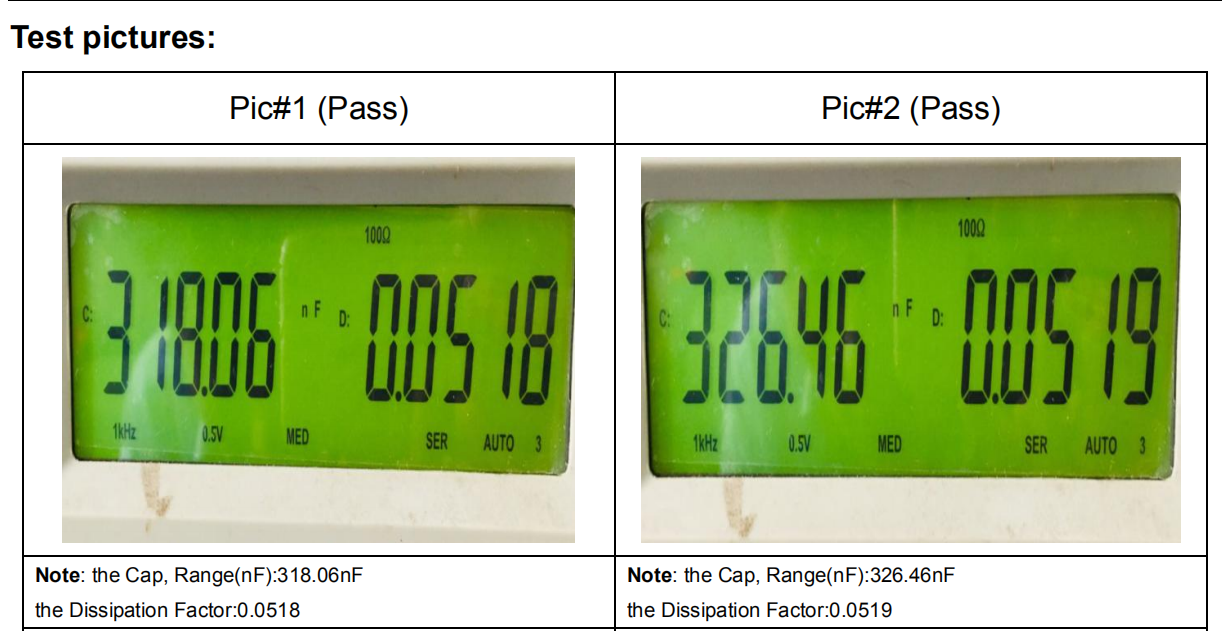 Test pictures:
Pic#1 (Pass)
Pic#2 (Pass)
100Ω
C: 318.06 nF D: 0.0518
1kHz 0.5V MED SER AUTO 3
100Ω
C: 326.46 nF D: 0.0519
1kHz 0.5V MED SER AUTO 3
Note: the Cap, Range(nF):318.06nF
the Dissipation Factor:0.0518
Note: the Cap, Range(nF):326.46nF
the Dissipation Factor:0.0519